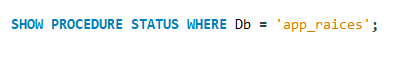 SHOW PROCEDURE STATUS WHERE Db = 'app_raices';